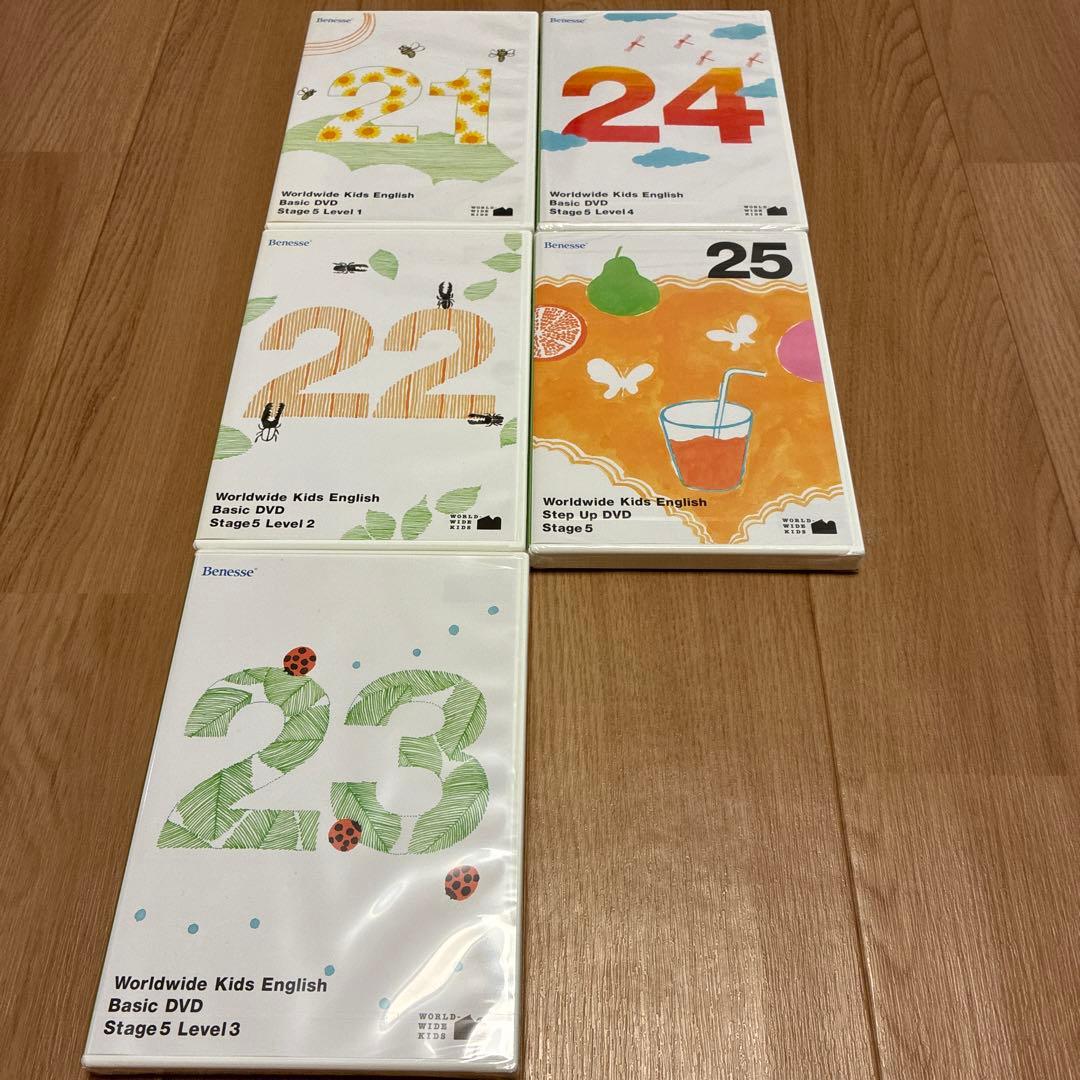 Benesse®
21
Worldwide Kids English
Basic DVD
Stage 5 Level 1
WORLD
WIDE
KIDS
Benesse®
24
Worldwide Kids English
Basic DVD
Stage 5 Level 4
WORLD
WIDE
KIDS
Benesse®
22
Worldwide Kids English
Basic DVD
Stage 5 Level 2
WORLD
WIDE
KIDS
Benesse®
25
Worldwide Kids English
Step Up DVD
Stage 5
WORLD
WIDE
KIDS
Benesse®
23
Worldwide Kids English
Basic DVD
Stage 5 Level 3
WORLD-
WIDE
KIDS